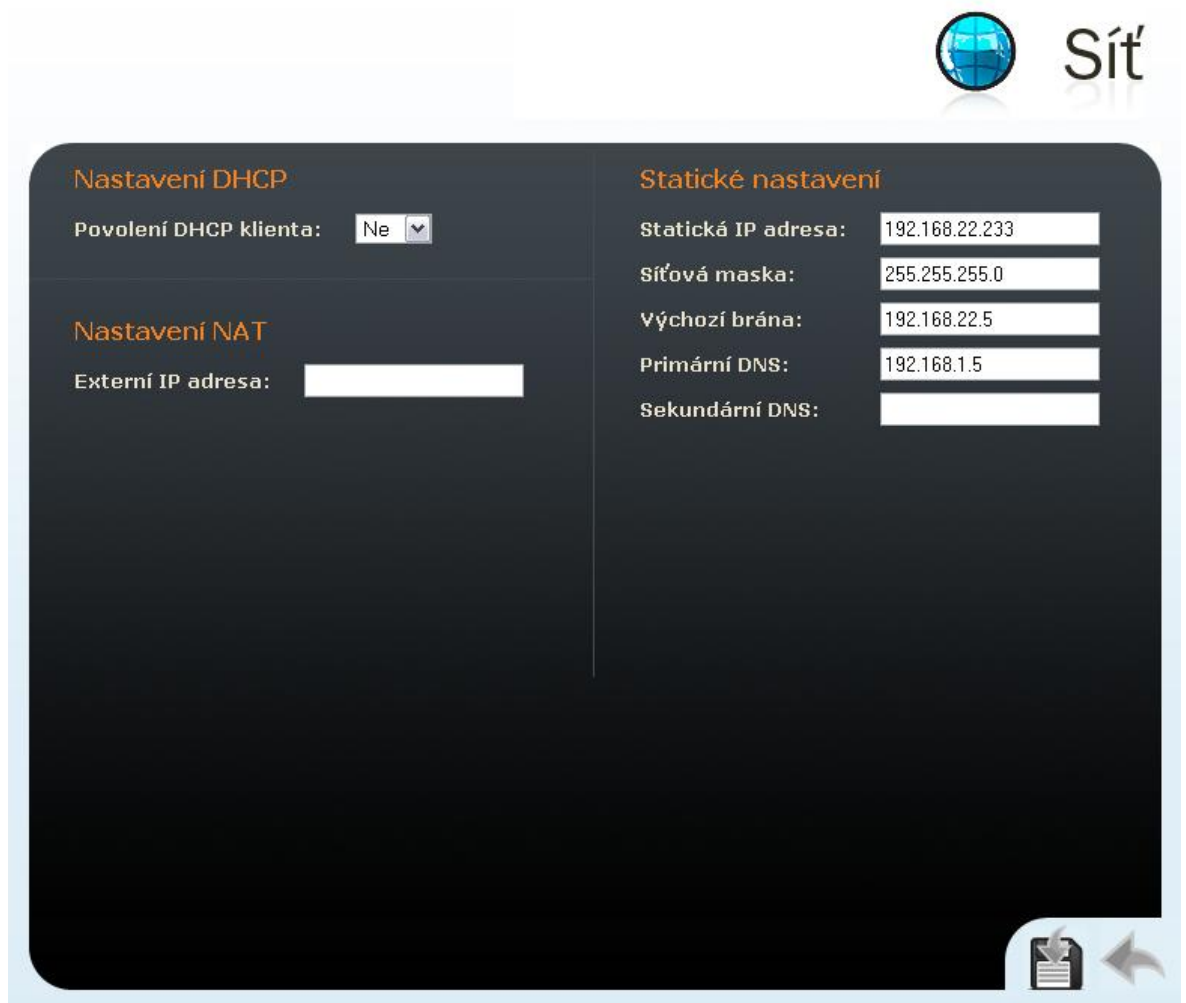 Síť
Nastavení DHCP
Povolení DHCP klienta: Ne
Nastavení NAT
Externí IP adresa:
Statické nastavení
Statická IP adresa: 192.168.22.233
Síťová maska: 255.255.255.0
Výchozí brána: 192.168.22.5
Primární DNS: 192.168.1.5
Sekundární DNS: